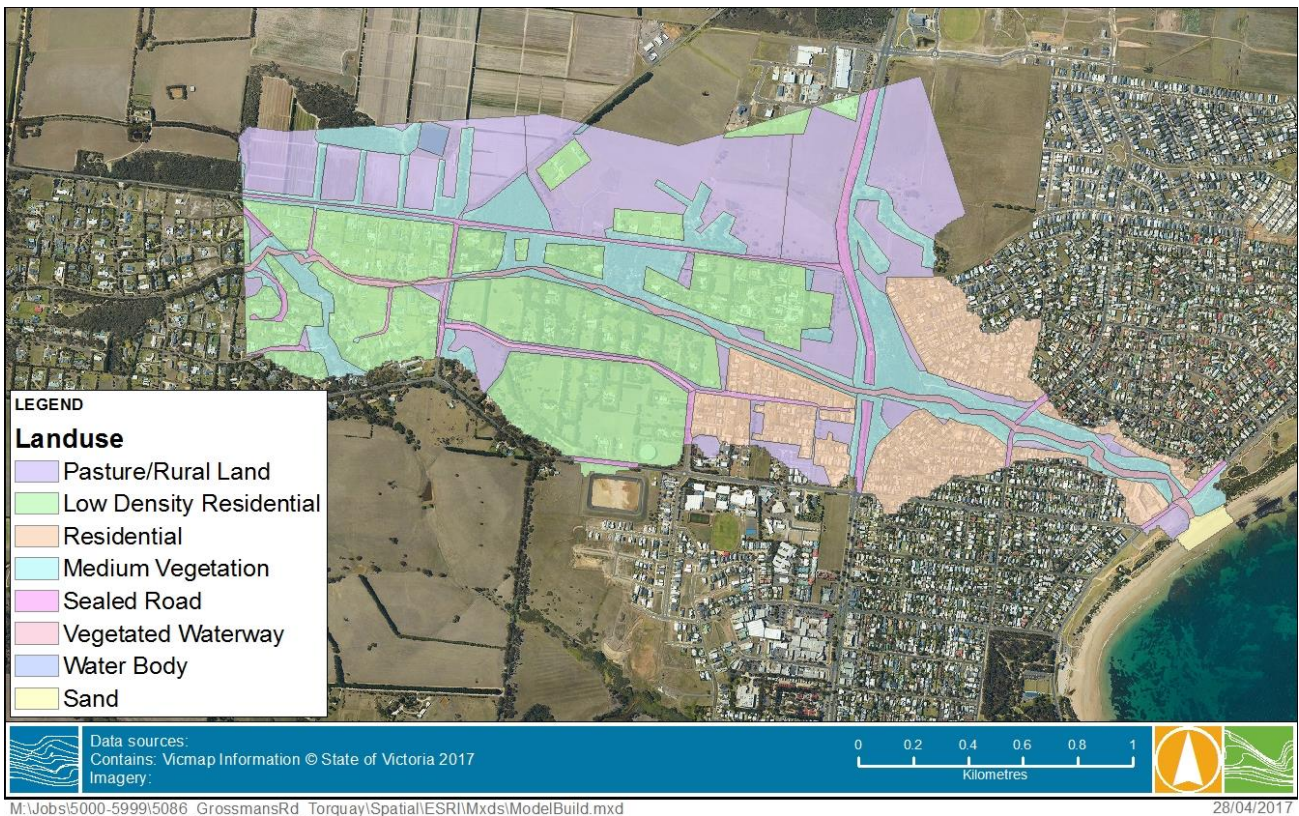 LEGEND
Landuse
Pasture/Rural Land
Low Density Residential
Residential
Medium Vegetation
Sealed Road
Vegetated Waterway
Water Body
Sand
Data sources:
Contains: Vicmap Information © State of Victoria 2017
Imagery:
0 0.2 0.4 0.6 0.8 1
Kilometres
M:\Jobs\5000-5999\5086_GrossmansRd_Torquay\Spatial\ESRI\Mxds\ModelBuild.mxd
28/04/2017